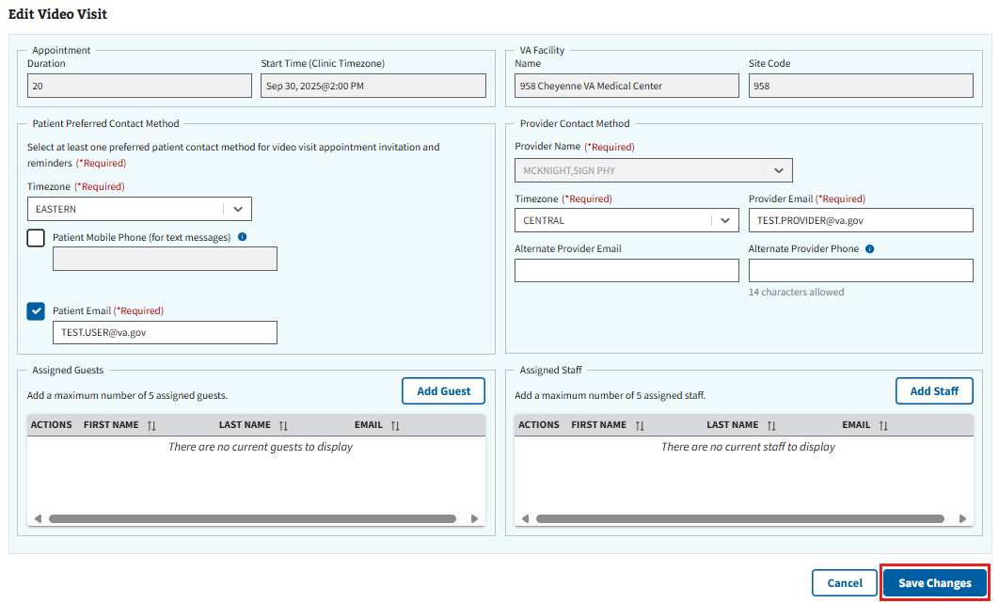 Edit Video Visit
Appointment
Duration
Start Time (Clinic Timezone)
20
Sep 30, 2025@2:00 PM
VA Facility
Name
Site Code
958 Cheyenne VA Medical Center
958
Patient Preferred Contact Method
Select at least one preferred patient contact method for video visit appointment invitation and
reminders (*Required)
Timezone (*Required)
EASTERN
Patient Mobile Phone (for text messages)
Patient Email (*Required)
TEST.USER@va.gov
Provider Contact Method
Provider Name (*Required)
MCKNIGHT,SIGN PHY
Timezone (*Required)
Provider Email (*Required)
CENTRAL
TEST.PROVIDER@va.gov
Alternate Provider Email
Alternate Provider Phone
14 characters allowed
Assigned Guests
Add a maximum number of 5 assigned guests.
Add Guest
ACTIONS FIRST NAME LAST NAME EMAIL
There are no current guests to display
Assigned Staff
Add a maximum number of 5 assigned staff.
Add Staff
ACTIONS FIRST NAME LAST NAME EMAIL
There are no current staff to display
Cancel
Save Changes